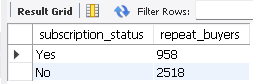 Result Grid Filter Rows:
subscription_status repeat_buyers
Yes 958
No 2518